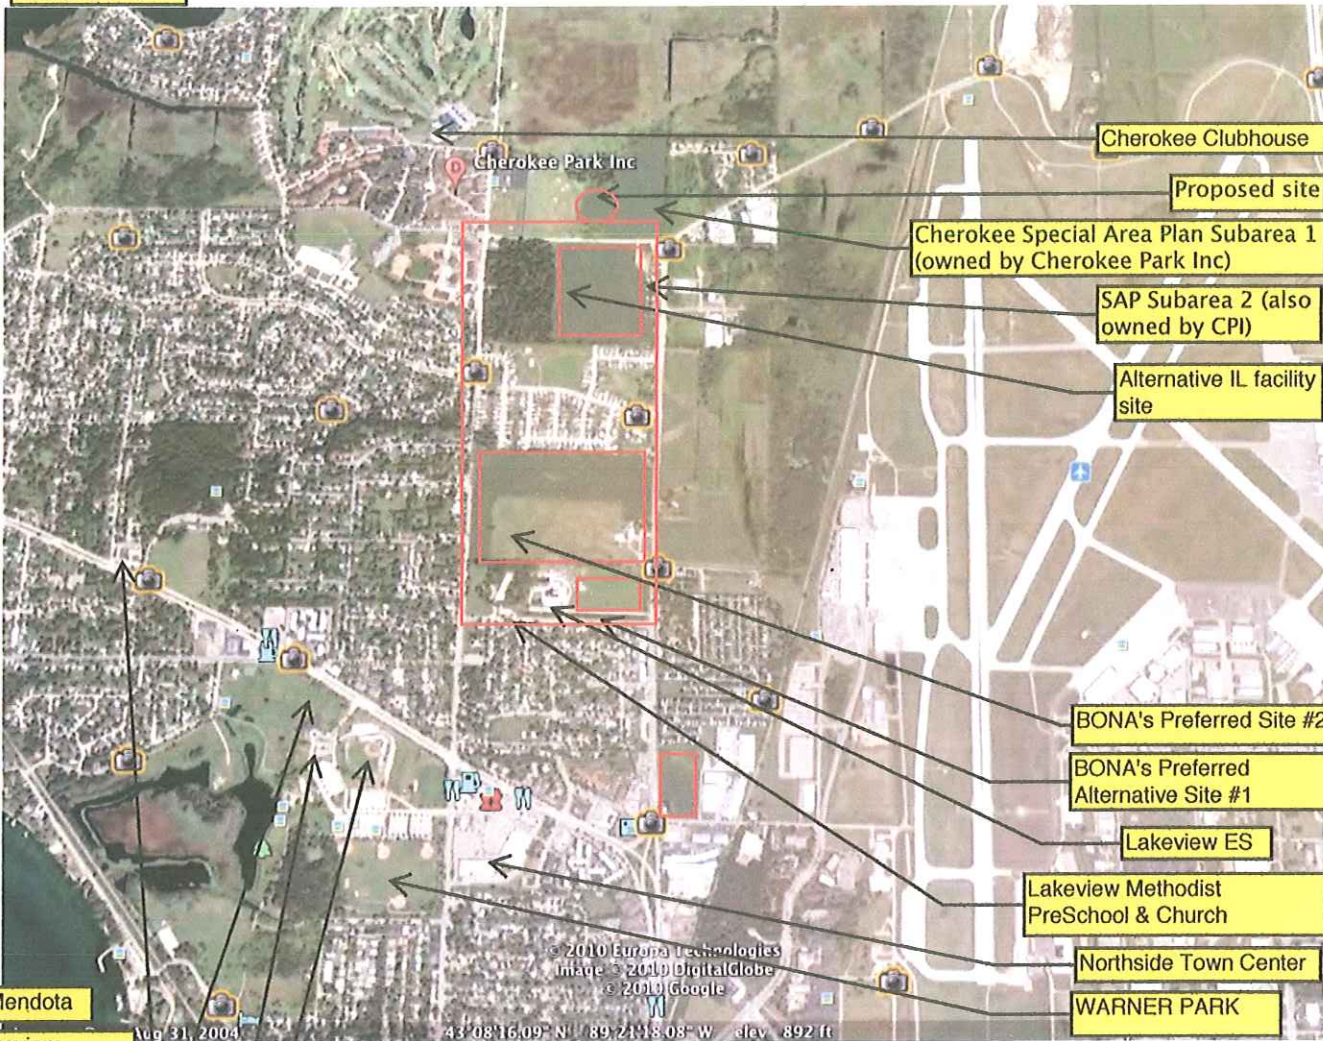 Cherokee Clubhouse
Cherokee Park Inc
D
Proposed site
Cherokee Special Area Plan Subarea 1
(owned by Cherokee Park Inc)
SAP Subarea 2 (also
owned by CPI)
Alternative IL facility
site
BONA's Preferred Site #2
BONA's Preferred
Alternative Site #1
Lakeview ES
Lakeview Methodist
PreSchool & Church
Northside Town Center
WARNER PARK
© 2010 Europa Technologies
Image © 2010 DigitalGlobe
© 2010 Google
Mendota
Aug 31, 2004
43°08'16.09" N 89°21'18.08" W elev 892 ft